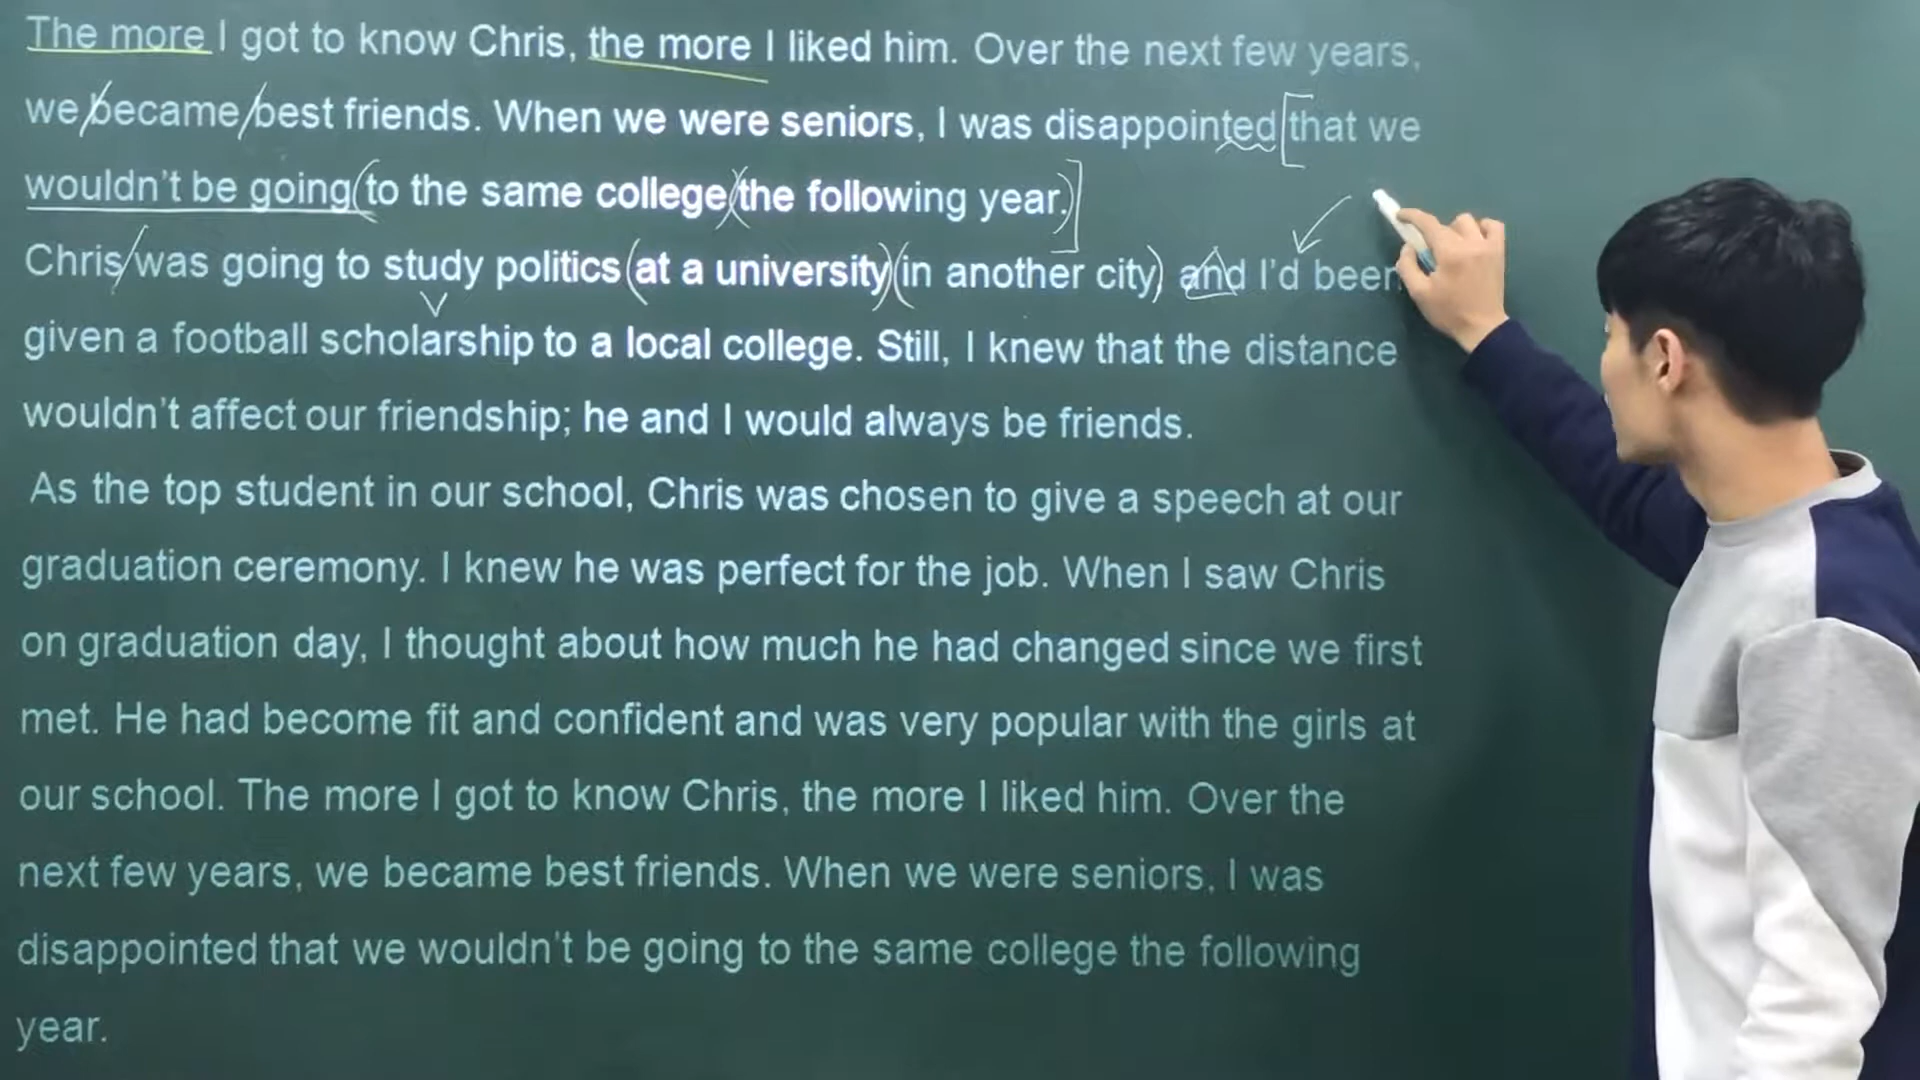 The more I got to know Chris, the more I liked him. Over the next few years,
we became best friends. When we were seniors, I was disappointed that we
wouldn't be going to the same college the following year.
Chris was going to study politics at a university in another city, and I'd been
given a football scholarship to a local college. Still, I knew that the distance
wouldn't affect our friendship; he and I would always be friends.
As the top student in our school, Chris was chosen to give a speech at our
graduation ceremony. I knew he was perfect for the job. When I saw Chris
on graduation day, I thought about how much he had changed since we first
met. He had become fit and confident and was very popular with the girls at
our school. The more I got to know Chris, the more I liked him. Over the
next few years, we became best friends. When we were seniors, I was
disappointed that we wouldn't be going to the same college the following
year.